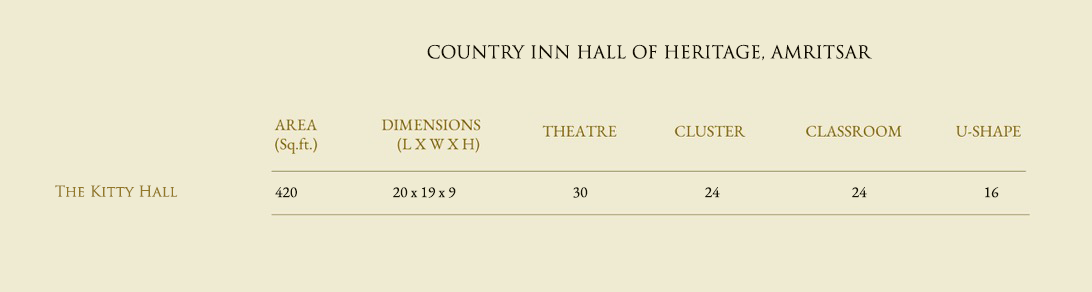 COUNTRY INN HALL OF HERITAGE, AMRITSAR
AREA (Sq.ft.) DIMENSIONS (L X W X H) THEATRE CLUSTER CLASSROOM U-SHAPE
THE KITTY HALL 420 20 x 19 x 9 30 24 24 16